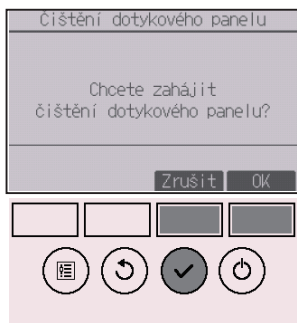 Čištění dotykového panelu
Chcete zahájit
čištění dotykového panelu?
Zrušit OK